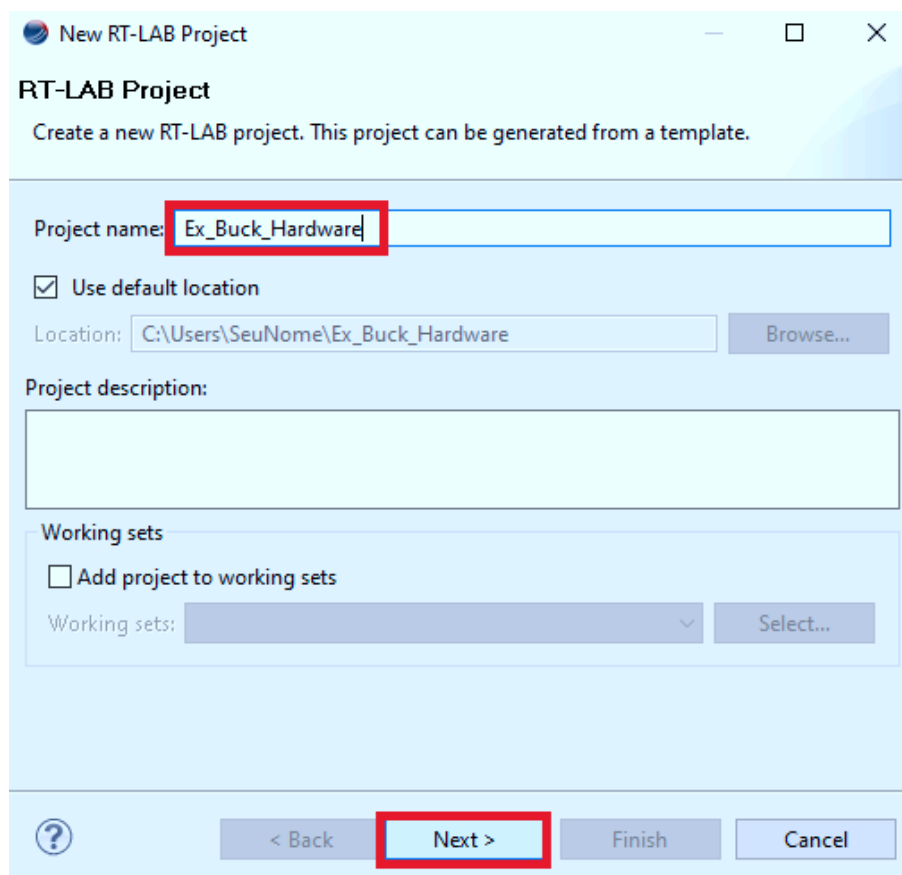 New RT-LAB Project
RT-LAB Project
Create a new RT-LAB project. This project can be generated from a template.
Project name: Ex_Buck_Hardware
Use default location
Location: C:\Users\SeuNome\Ex_Buck_Hardware Browse...
Project description:
Working sets
Add project to working sets
Working sets: Select...
? < Back Next > Finish Cancel